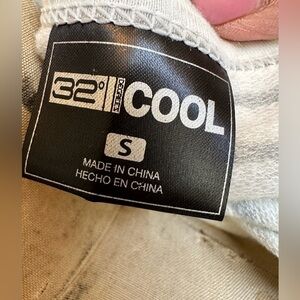 32° COOL
S
MADE IN CHINA
HECHO EN CHINA